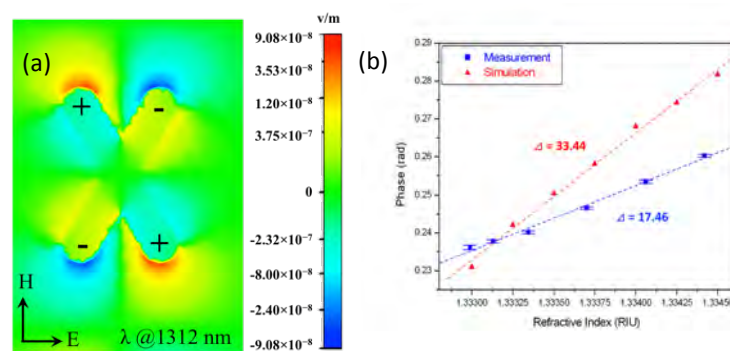 (a)
+
-
-
+
H
E
λ @1312 nm
v/m
9.08×10⁻⁸
3.53×10⁻⁸
1.20×10⁻⁸
3.75×10⁻⁷
0
-2.32×10⁻⁷
-8.00×10⁻⁸
-2.40×10⁻⁸
-9.08×10⁻⁸
(b)
Measurement
Simulation
⊿ = 33.44
⊿ = 17.46
Phase (rad)
0.29
0.28
0.27
0.26
0.25
0.24
0.23
1,33300
1,33325
1,33350
1,33375
1,33400
1,33425
1,33450
Refractive Index (RIU)